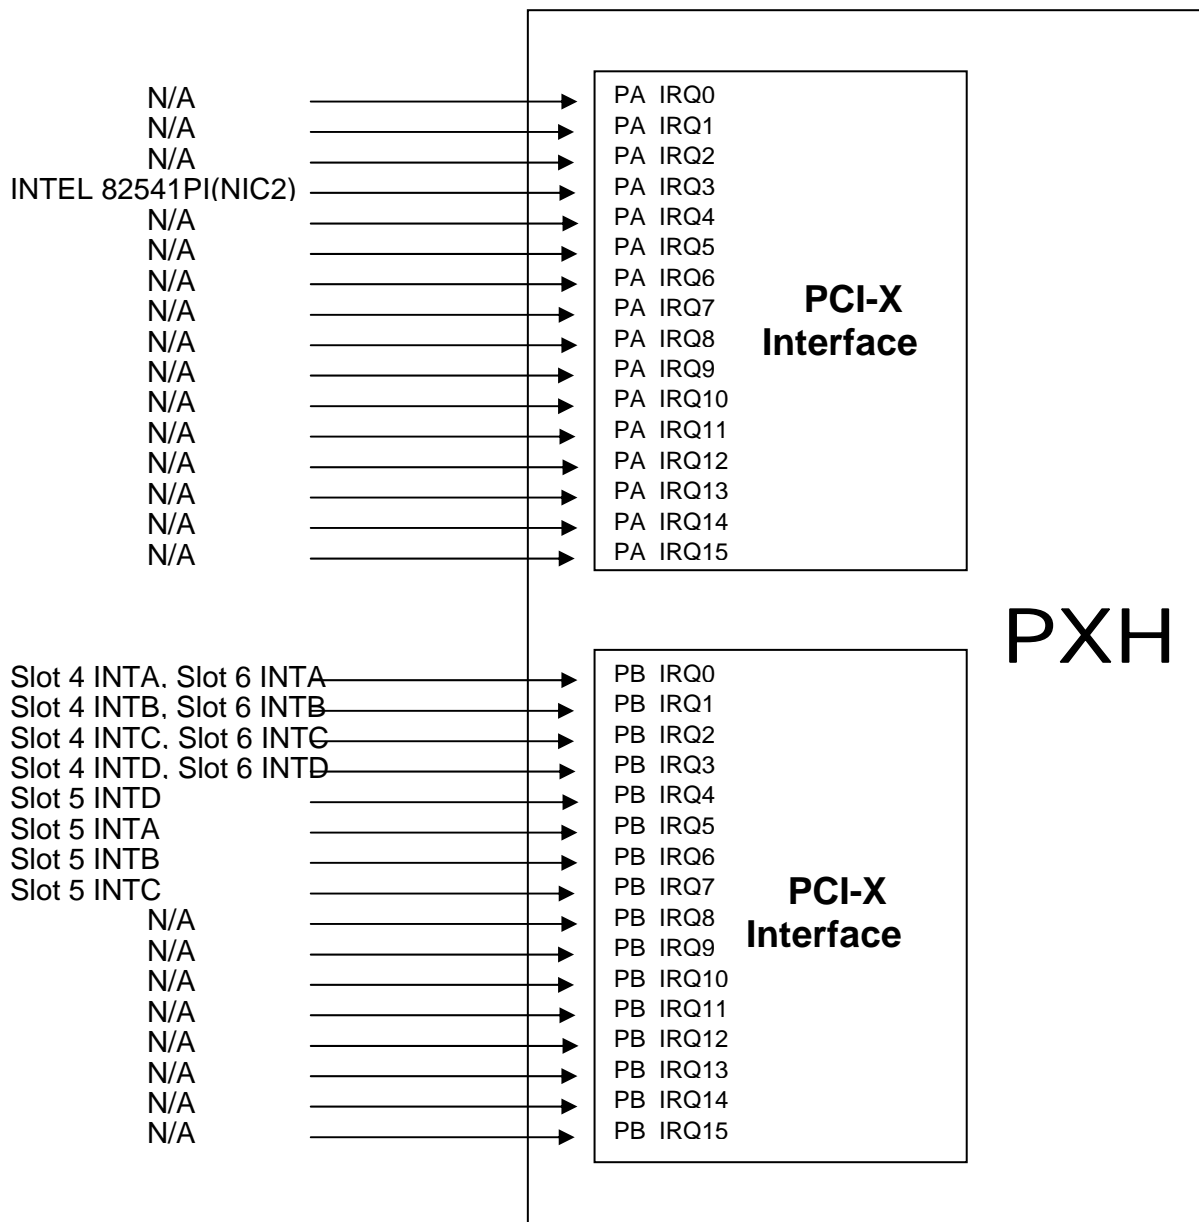 N/A PA IRQ0
N/A PA IRQ1
N/A PA IRQ2
INTEL 82541PI(NIC2) PA IRQ3
N/A PA IRQ4
N/A PA IRQ5
N/A PA IRQ6
N/A PA IRQ7
N/A PA IRQ8
N/A PA IRQ9
N/A PA IRQ10
N/A PA IRQ11
N/A PA IRQ12
N/A PA IRQ13
N/A PA IRQ14
N/A PA IRQ15
PCI-X
Interface
PXH
Slot 4 INTA, Slot 6 INTA PB IRQ0
Slot 4 INTB, Slot 6 INTB PB IRQ1
Slot 4 INTC, Slot 6 INTC PB IRQ2
Slot 4 INTD, Slot 6 INTD PB IRQ3
Slot 5 INTD PB IRQ4
Slot 5 INTA PB IRQ5
Slot 5 INTB PB IRQ6
Slot 5 INTC PB IRQ7
N/A PB IRQ8
N/A PB IRQ9
N/A PB IRQ10
N/A PB IRQ11
N/A PB IRQ12
N/A PB IRQ13
N/A PB IRQ14
N/A PB IRQ15
PCI-X
Interface